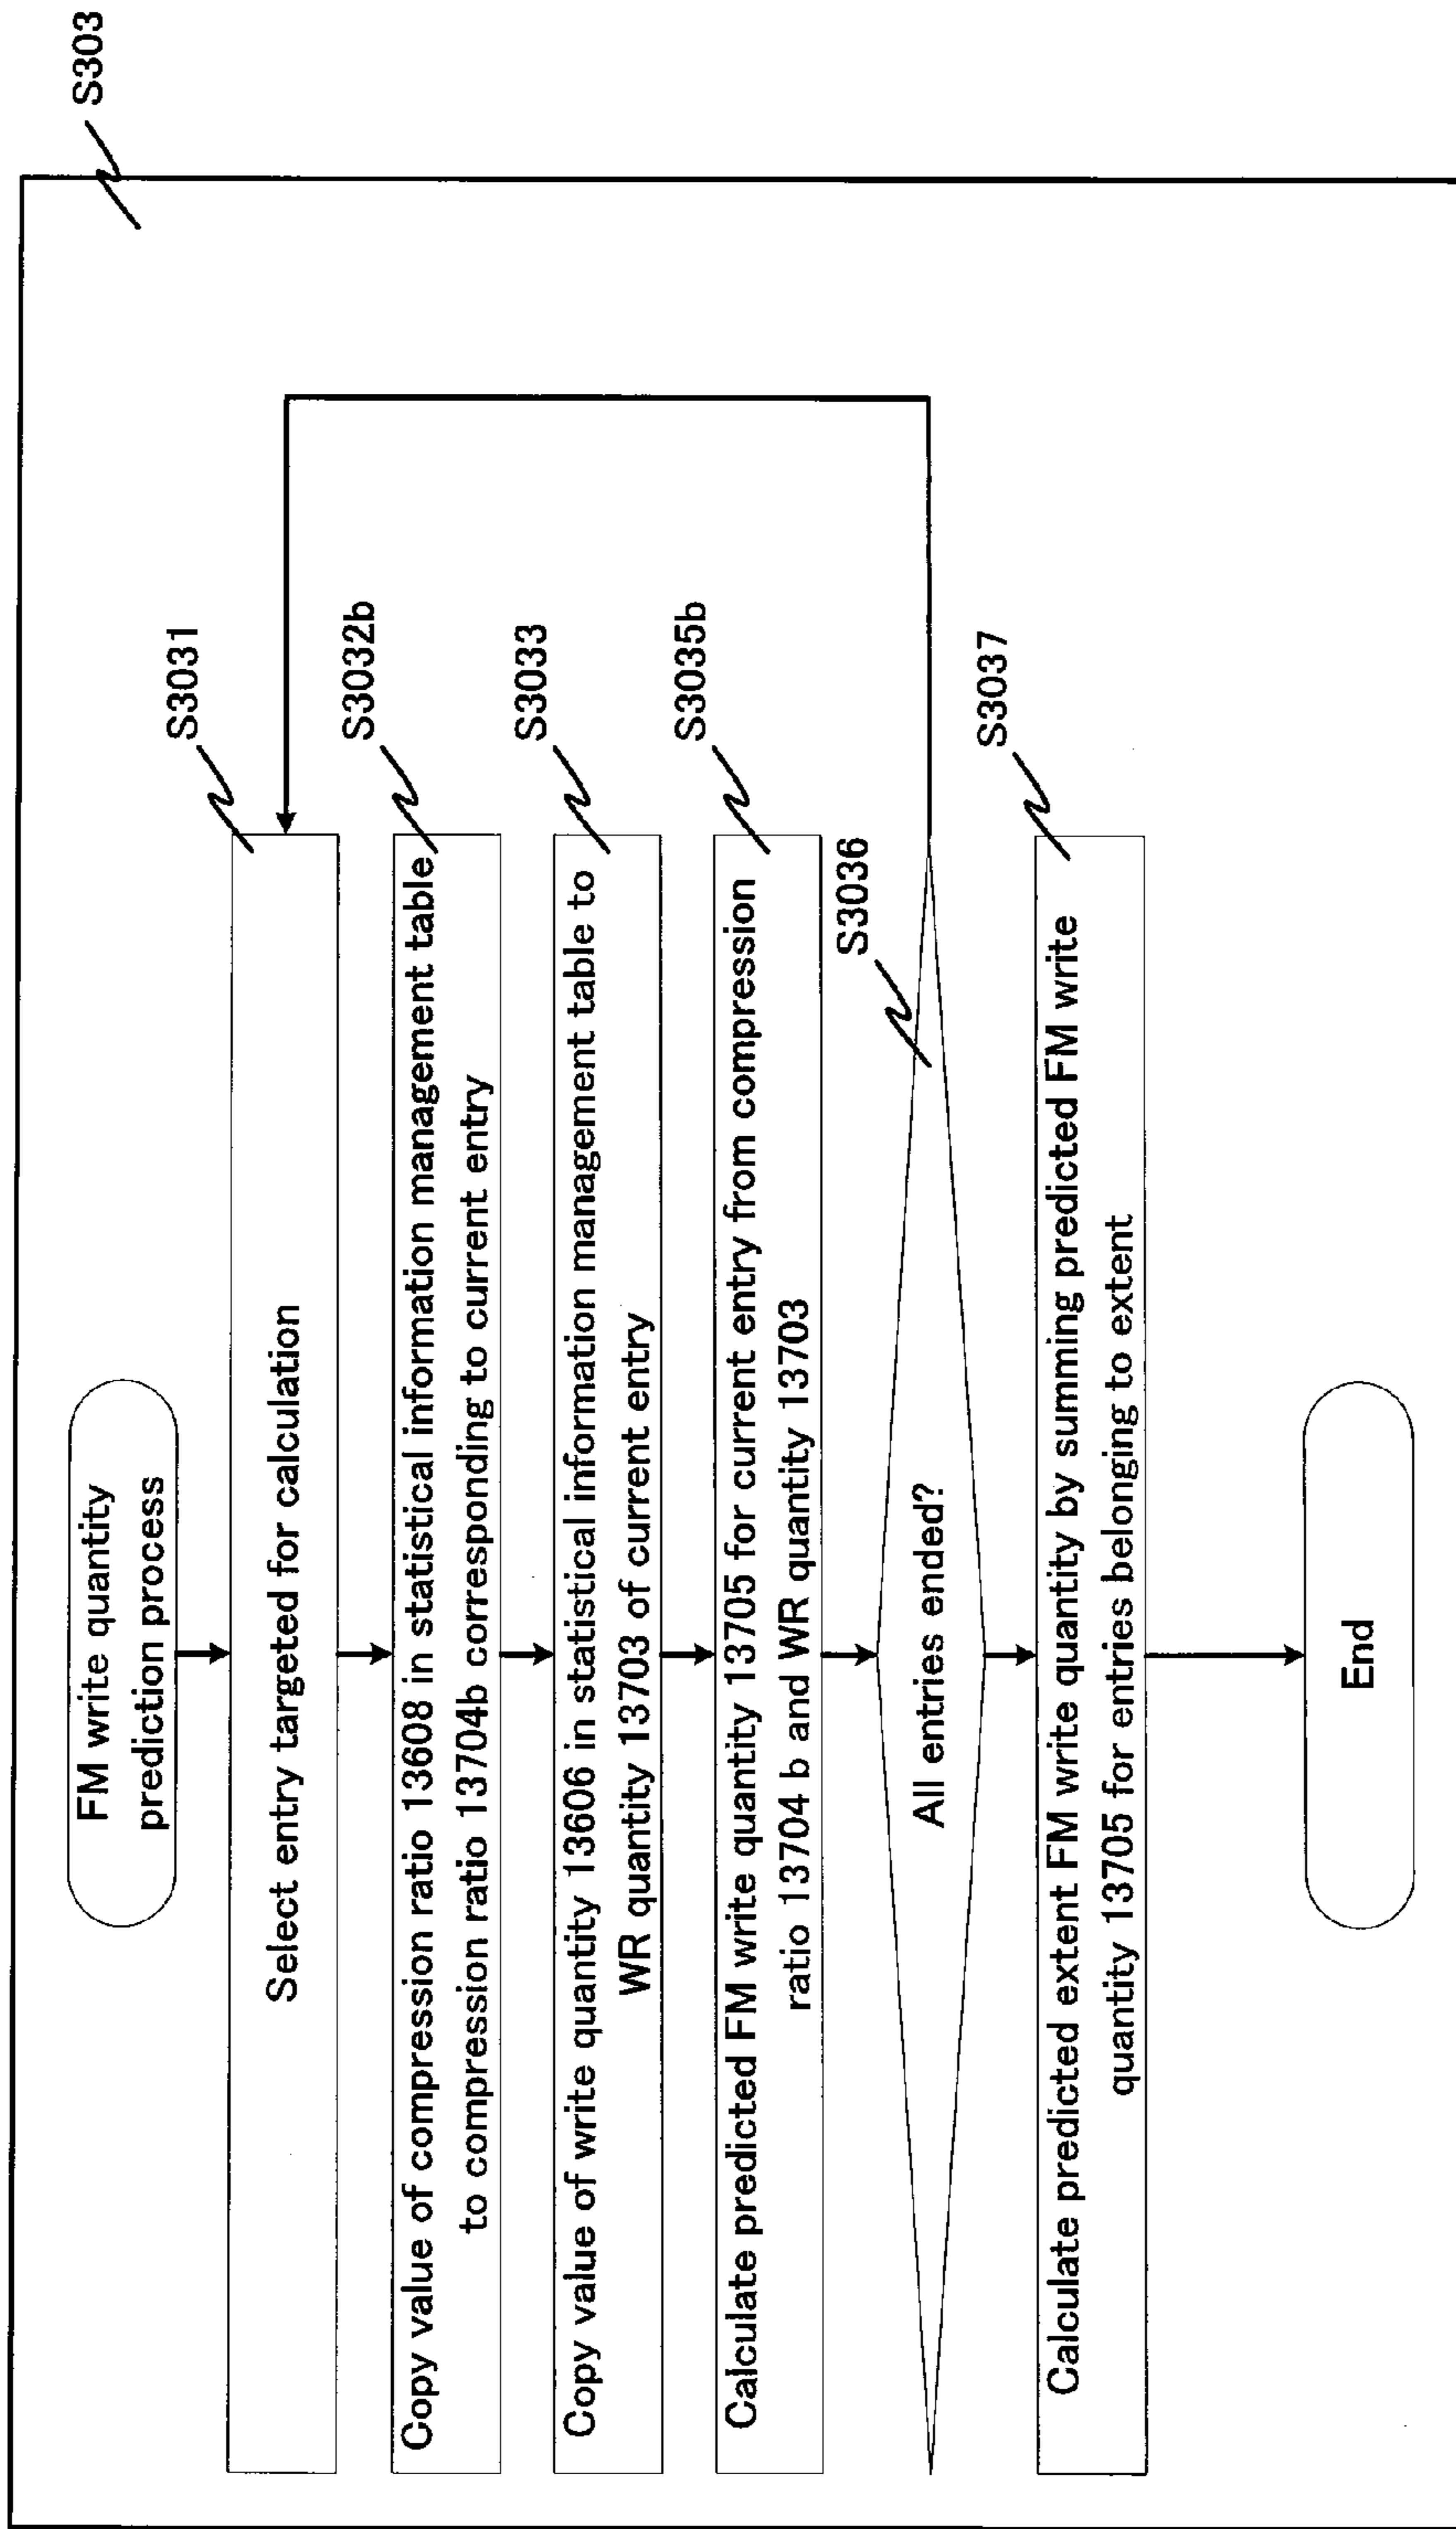 S303
FM write quantity
prediction process
S3031
Select entry targeted for calculation
S3032b
Copy value of compression ratio 13608 in statistical information management table
to compression ratio 13704b corresponding to current entry
S3033
Copy value of write quantity 13606 in statistical information management table to
WR quantity 13703 of current entry
S3035b
Calculate predicted FM write quantity 13705 for current entry from compression
ratio 13704 b and WR quantity 13703
S3036
All entries ended?
S3037
Calculate predicted extent FM write quantity by summing predicted FM write
quantity 13705 for entries belonging to extent
End